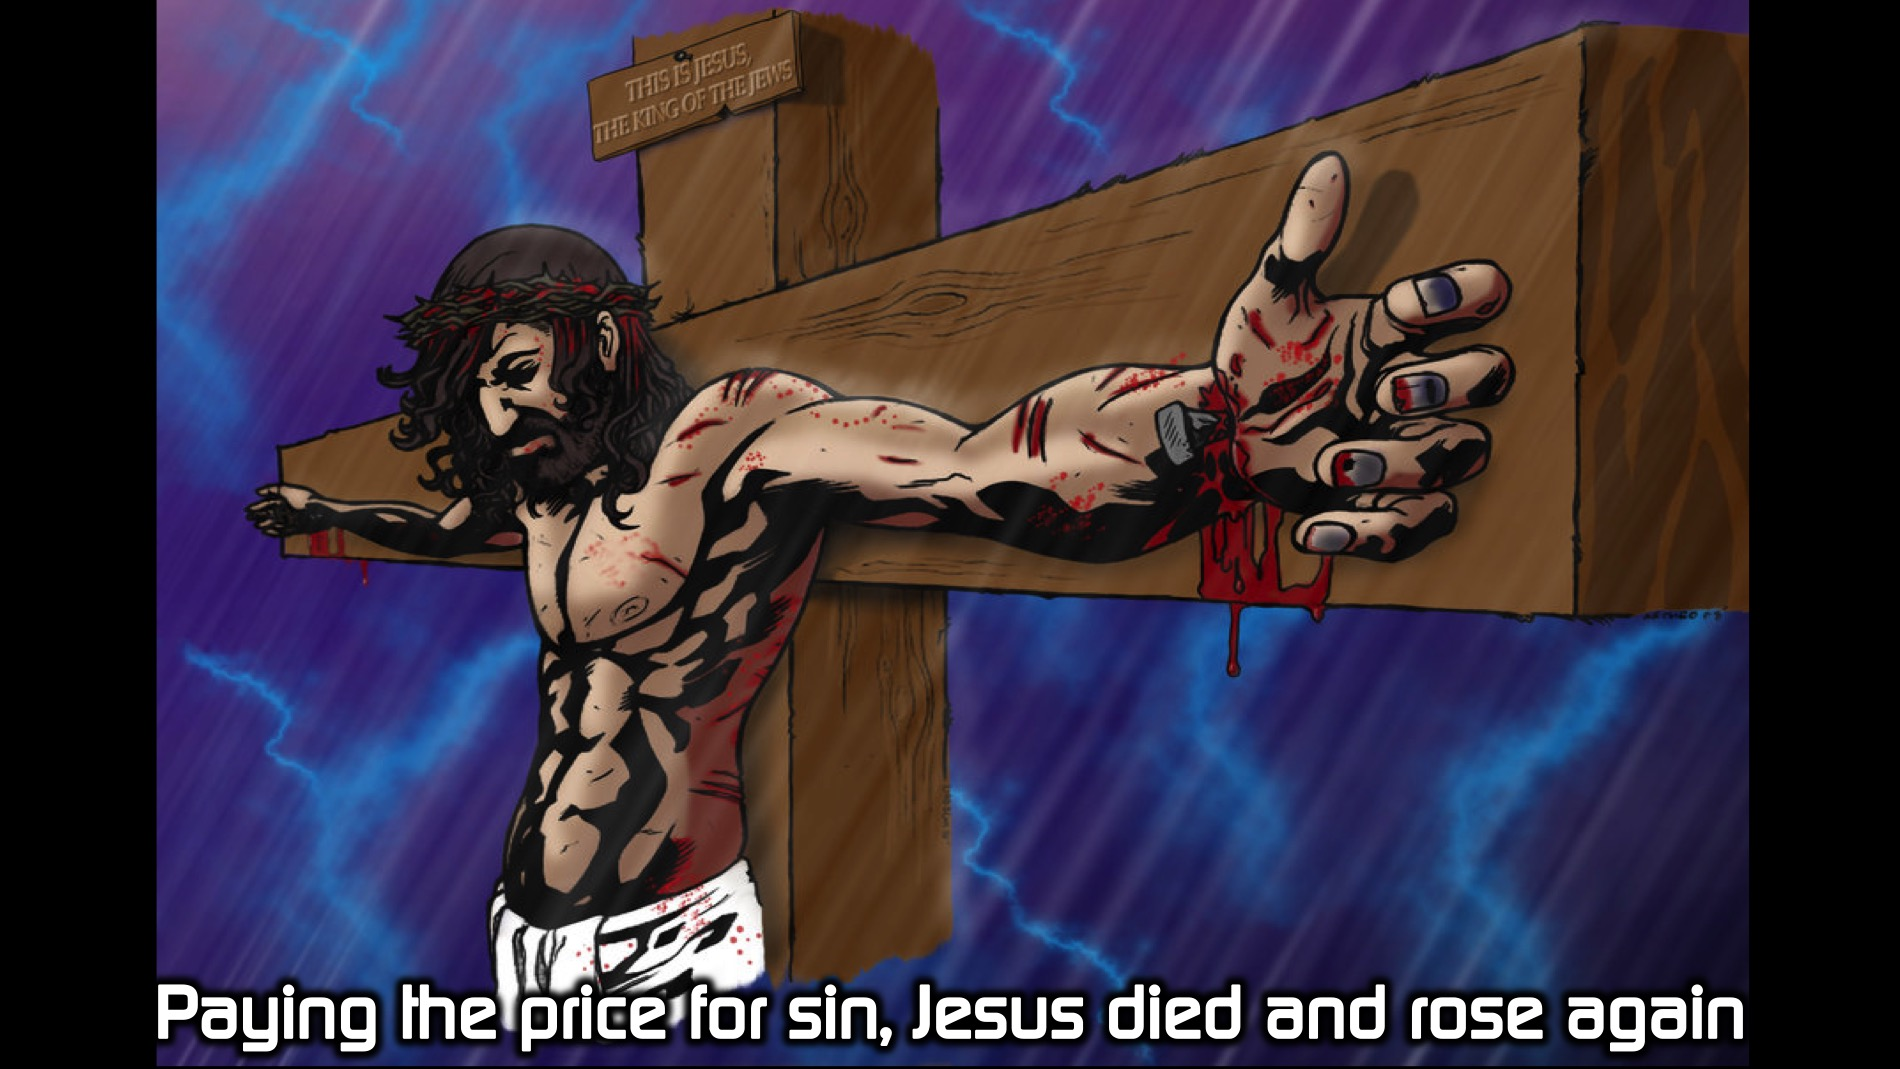 THIS IS JESUS,
THE KING OF THE JEWS
Paying the price for sin, Jesus died and rose again